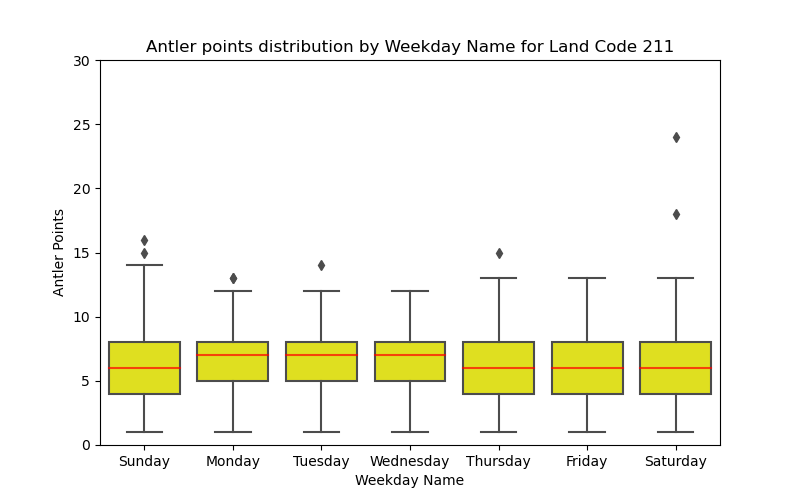 Antler points distribution by Weekday Name for Land Code 211
30
25
20
15
10
5
0
Antler Points
Sunday Monday Tuesday Wednesday Thursday Friday Saturday
Weekday Name